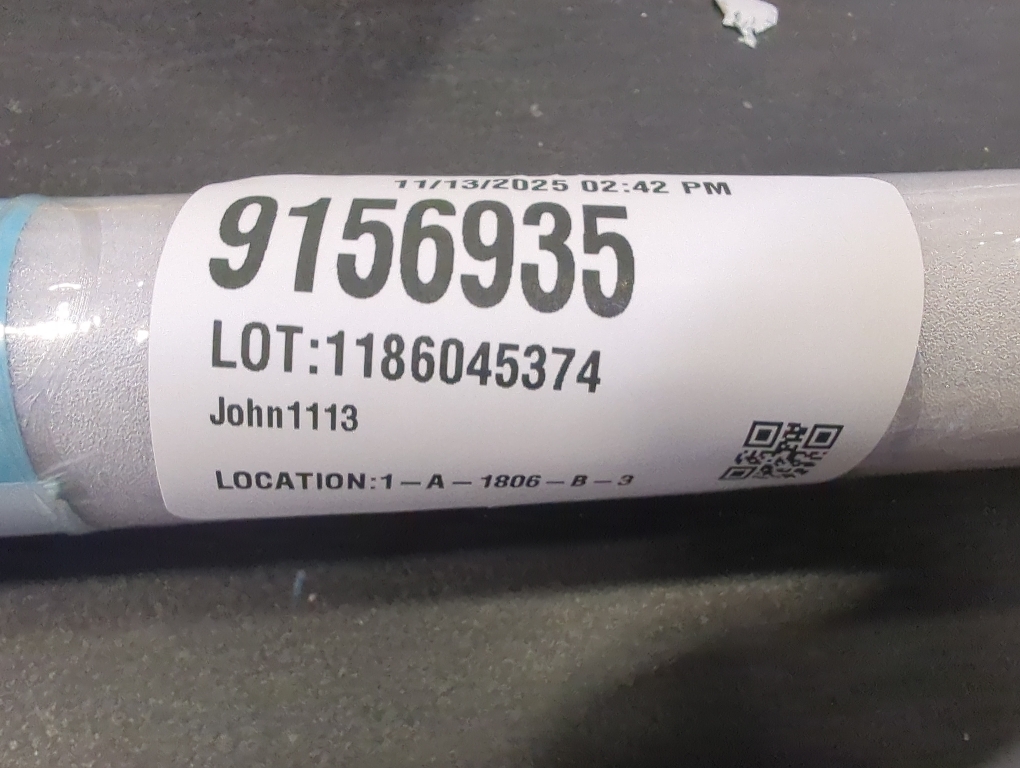 11/13/2025 02:42 PM
9156935
LOT:1186045374
John1113
LOCATION:1-A-1806-B-3